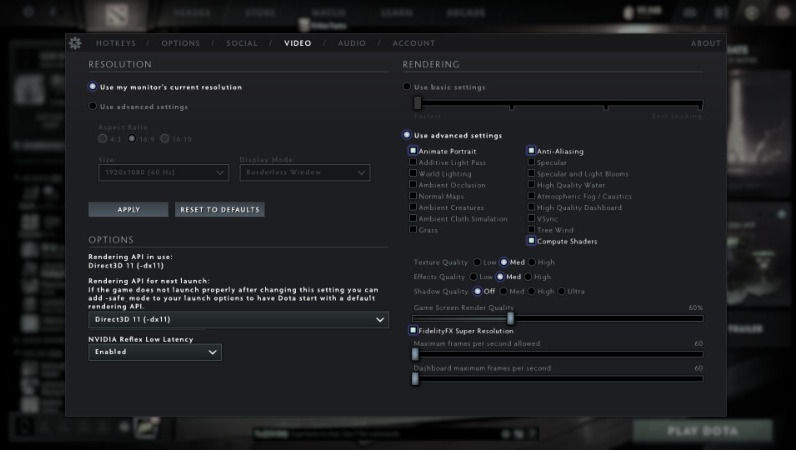 HEROES STORE WATCH LEARN ARCADE
HOTKEYS / OPTIONS / SOCIAL / VIDEO / AUDIO / ACCOUNT ABOUT
RESOLUTION
Use my monitor's current resolution
Use advanced settings
Aspect Ratio
4:3 16:9 16:10
Size: Display Mode:
1920x1080 (60 Hz) Borderless Window
APPLY RESET TO DEFAULTS
OPTIONS
Rendering API in use:
Direct3D 11 (-dx11)
Rendering API for next launch:
If the game does not launch properly after changing this setting you can
add -safe_mode to your launch options to have Dota start with a default
rendering API.
Direct3D 11 (-dx11)
NVIDIA Reflex Low Latency
Enabled
RENDERING
Use basic settings
Fastest Best Looking
Use advanced settings
Animate Portrait Anti-Aliasing
Additive Light Pass Specular
World Lighting Specular and Light Blooms
Ambient Occlusion High Quality Water
Normal Maps Atmospheric Fog / Caustics
Ambient Creatures High Quality Dashboard
Ambient Cloth Simulation VSync
Grass Tree Wind
Compute Shaders
Texture Quality Low Med High
Effects Quality Low Med High
Shadow Quality Off Med High Ultra
Game Screen Render Quality 60%
FidelityFX Super Resolution
Maximum frames per second allowed 60
Dashboard maximum frames per second 60
TRAILER
PLAY DOTA